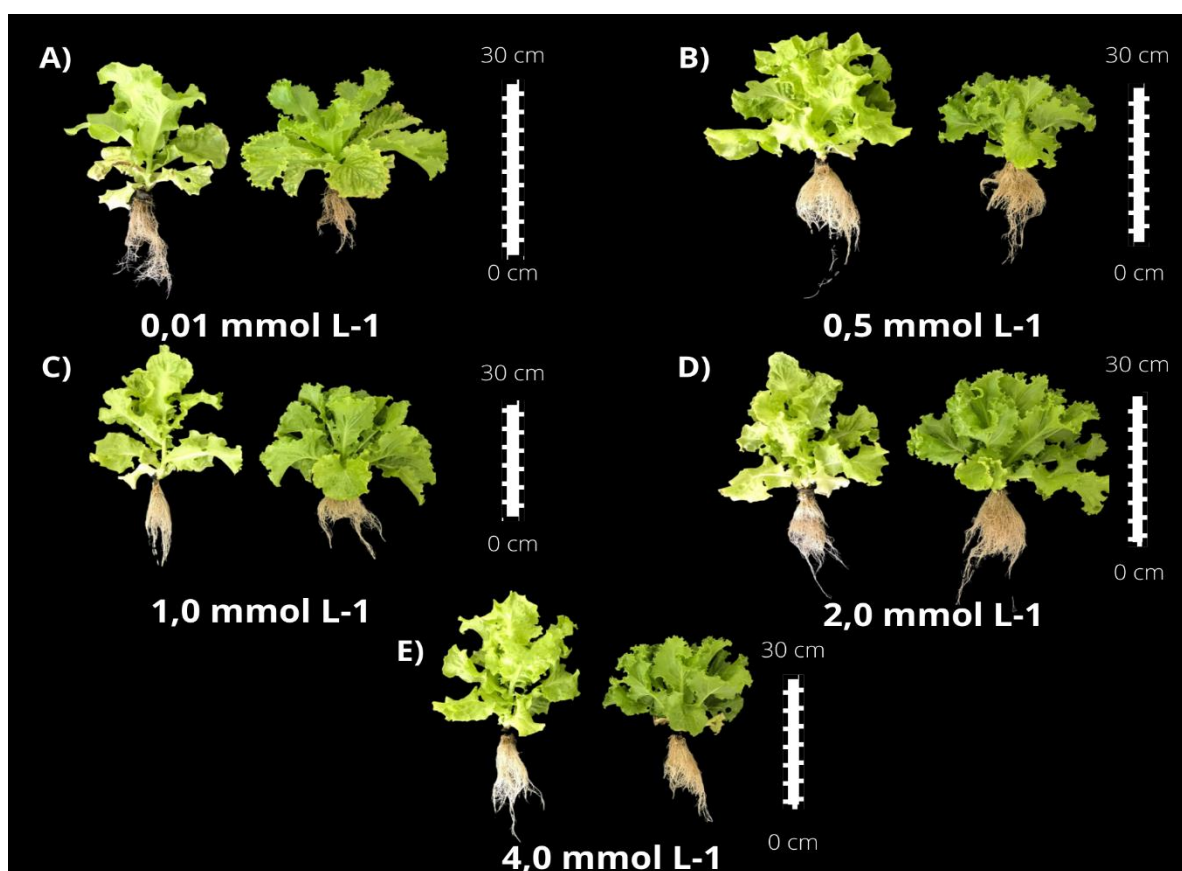 A)
30 cm
0 cm
0,01 mmol L-1
B)
30 cm
0 cm
0,5 mmol L-1
C)
30 cm
0 cm
1,0 mmol L-1
D)
30 cm
0 cm
2,0 mmol L-1
E)
30 cm
0 cm
4,0 mmol L-1